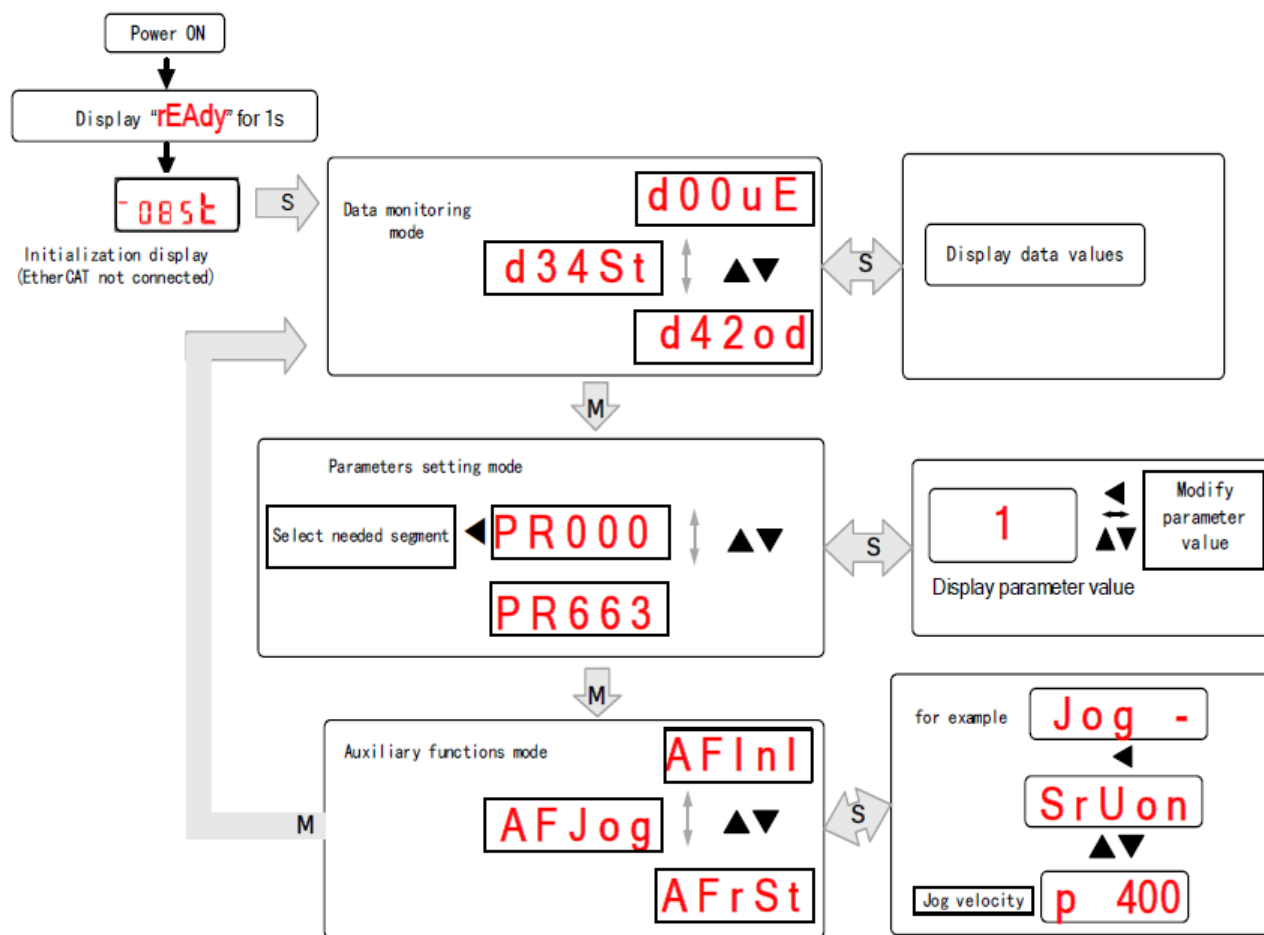 Power ON
Display “rEAdy” for 1s
085t
Initialization display
(EtherCAT not connected)
S
Data monitoring
mode
d00uE
d34St
d42od
S
Display data values
M
Parameters setting mode
Select needed segment
PR000
PR663
S
1
Modify
parameter
value
Display parameter value
M
Auxiliary functions mode
AFInI
AFJog
AFrSt
M
S
for example
Jog -
SrUon
Jog velocity
p 400